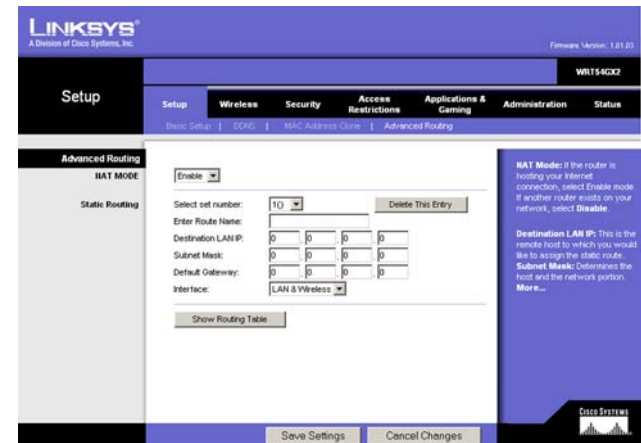 LINKSYS®
A Division of Cisco Systems, Inc.
Firmware Version: 1.01.03
WRT54GX2
Setup
Setup Wireless Security Access Restrictions Applications & Gaming Administration Status
Basic Setup | DDNS | MAC Address Clone | Advanced Routing
Advanced Routing
NAT MODE
Enable
Static Routing
Select set number: 10 Delete This Entry
Enter Route Name:
Destination LAN IP: 0 . 0 . 0 . 0
Subnet Mask: 0 . 0 . 0 . 0
Default Gateway: 0 . 0 . 0 . 0
Interface: LAN & Wireless
Show Routing Table
NAT Mode: If the router is
hosting your Internet
connection, select Enable mode.
If another router exists on your
network, select Disable.
Destination LAN IP: This is the
remote host to which you would
like to assign the static route.
Subnet Mask: Determines the
host and the network portion.
More...
Save Settings Cancel Changes
CISCO SYSTEMS